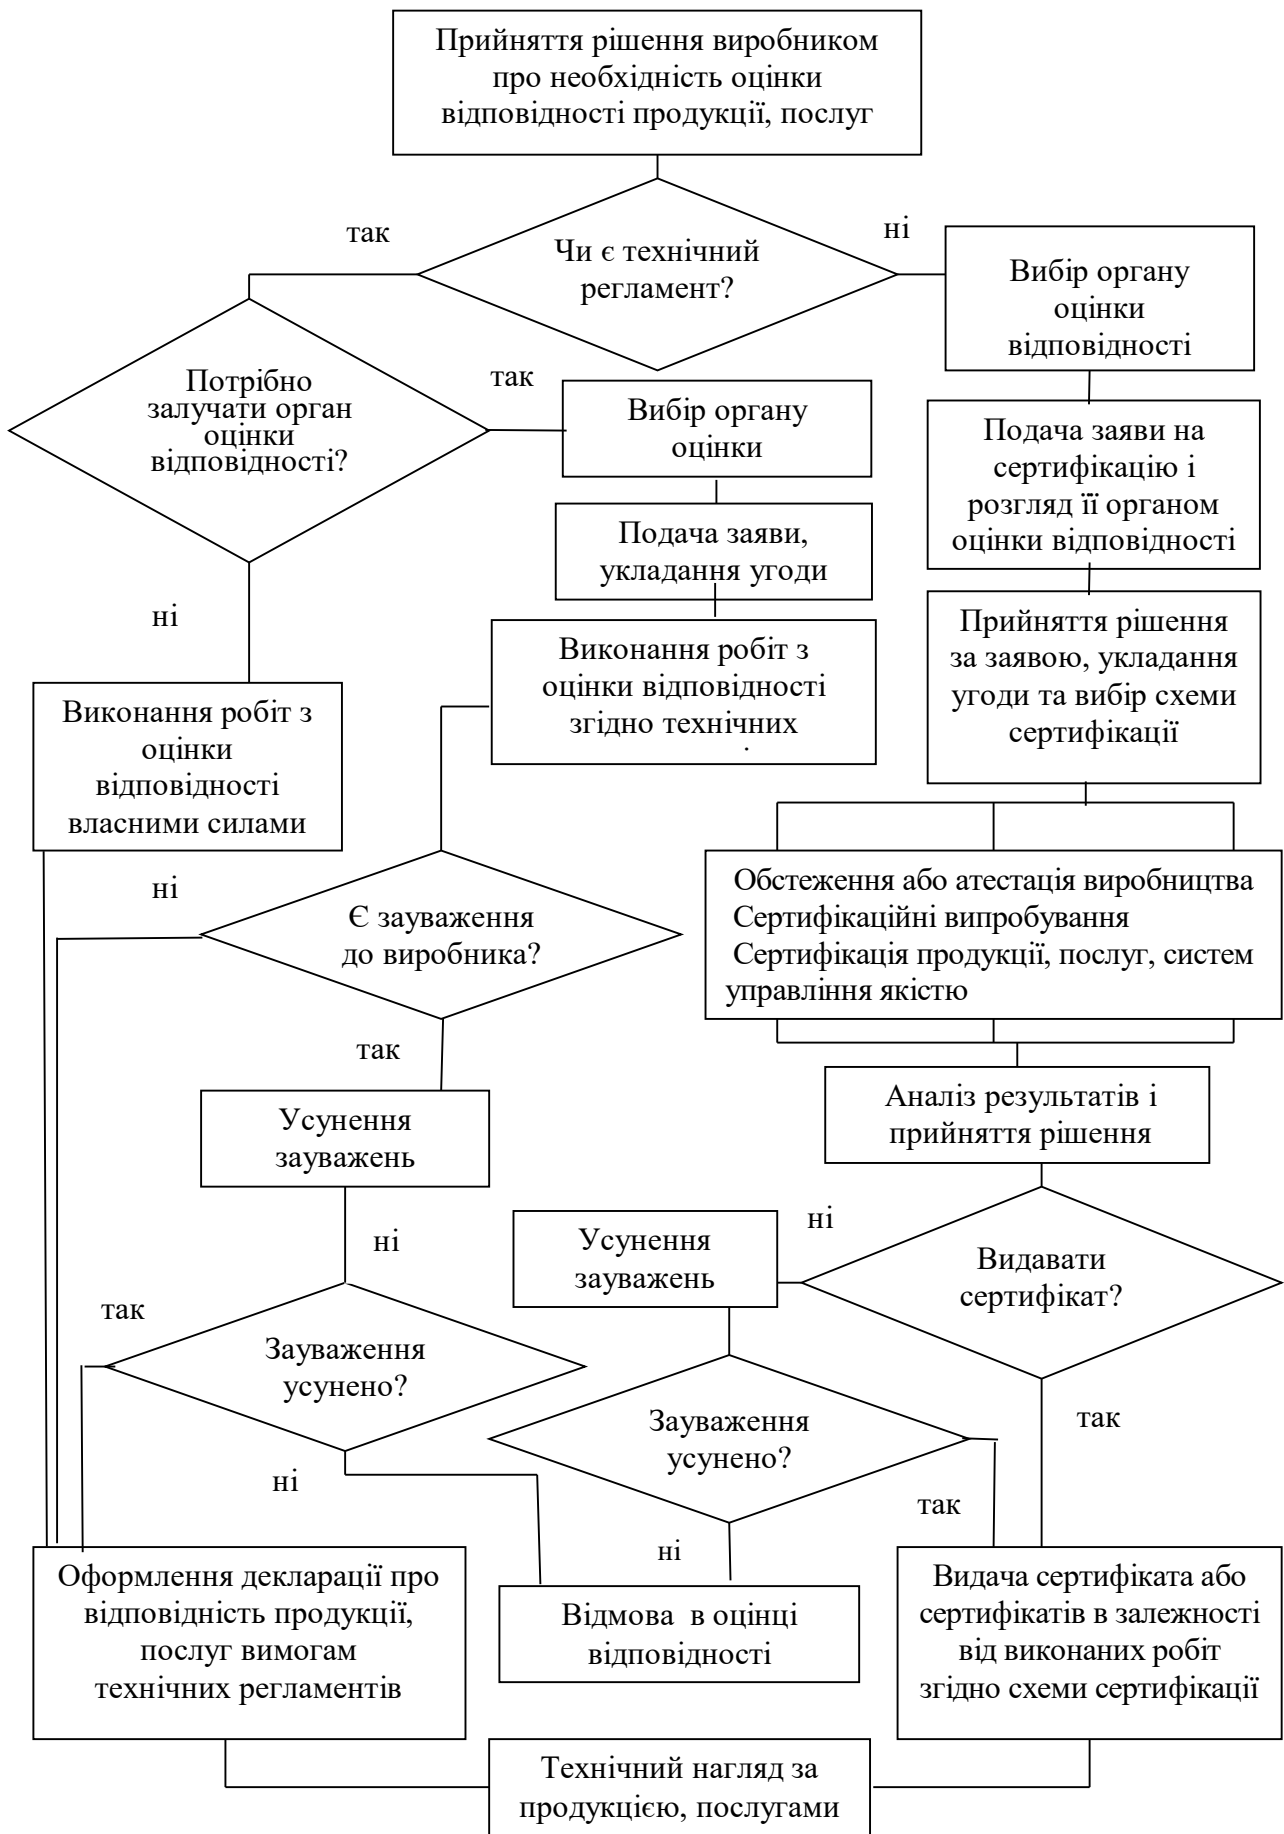 Прийняття рішення виробником
про необхідність оцінки
відповідності продукції, послуг
так
ні
Чи є технічний
регламент?
Вибір органу
оцінки
відповідності
Потрібно
залучати орган
оцінки
відповідності?
так
Вибір органу
оцінки
Подача заяви на
сертифікацію і
розгляд її органом
оцінки відповідності
Подача заяви,
укладання угоди
ні
Виконання робіт з
оцінки відповідності
згідно технічних
Прийняття рішення
за заявою, укладання
угоди та вибір схеми
сертифікації
Виконання робіт з
оцінки
відповідності
власними силами
ні
Є зауваження
до виробника?
Обстеження або атестація виробництва
Сертифікаційні випробування
Сертифікація продукції, послуг, систем
управління якістю
так
Усунення
зауважень
Аналіз результатів і
прийняття рішення
ні
Усунення
зауважень
ні
Видавати
сертифікат?
так
Зауваження
усунено?
Зауваження
усунено?
так
ні
так
ні
Оформлення декларації про
відповідність продукції,
послуг вимогам
технічних регламентів
Відмова в оцінці
відповідності
Видача сертифіката або
сертифікатів в залежності
від виконаних робіт
згідно схеми сертифікації
Технічний нагляд за
продукцією, послугами